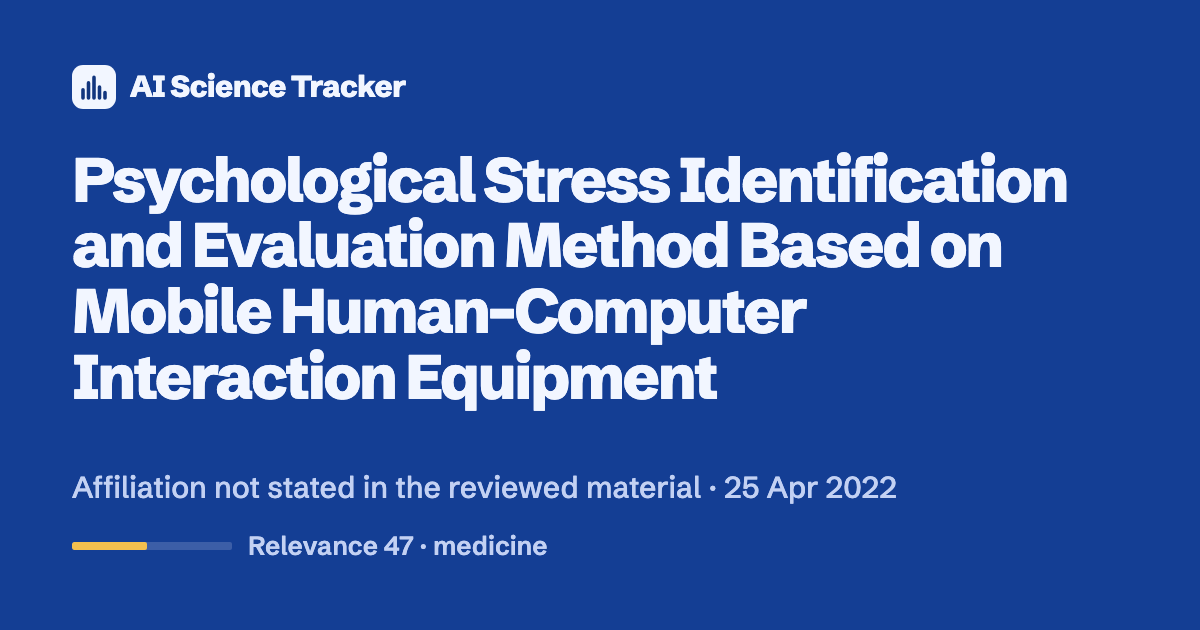 AI Science Tracker
Psychological Stress Identification
and Evaluation Method Based on
Mobile Human-Computer
Interaction Equipment
Affiliation not stated in the reviewed material · 25 Apr 2022
Relevance 47 · medicine